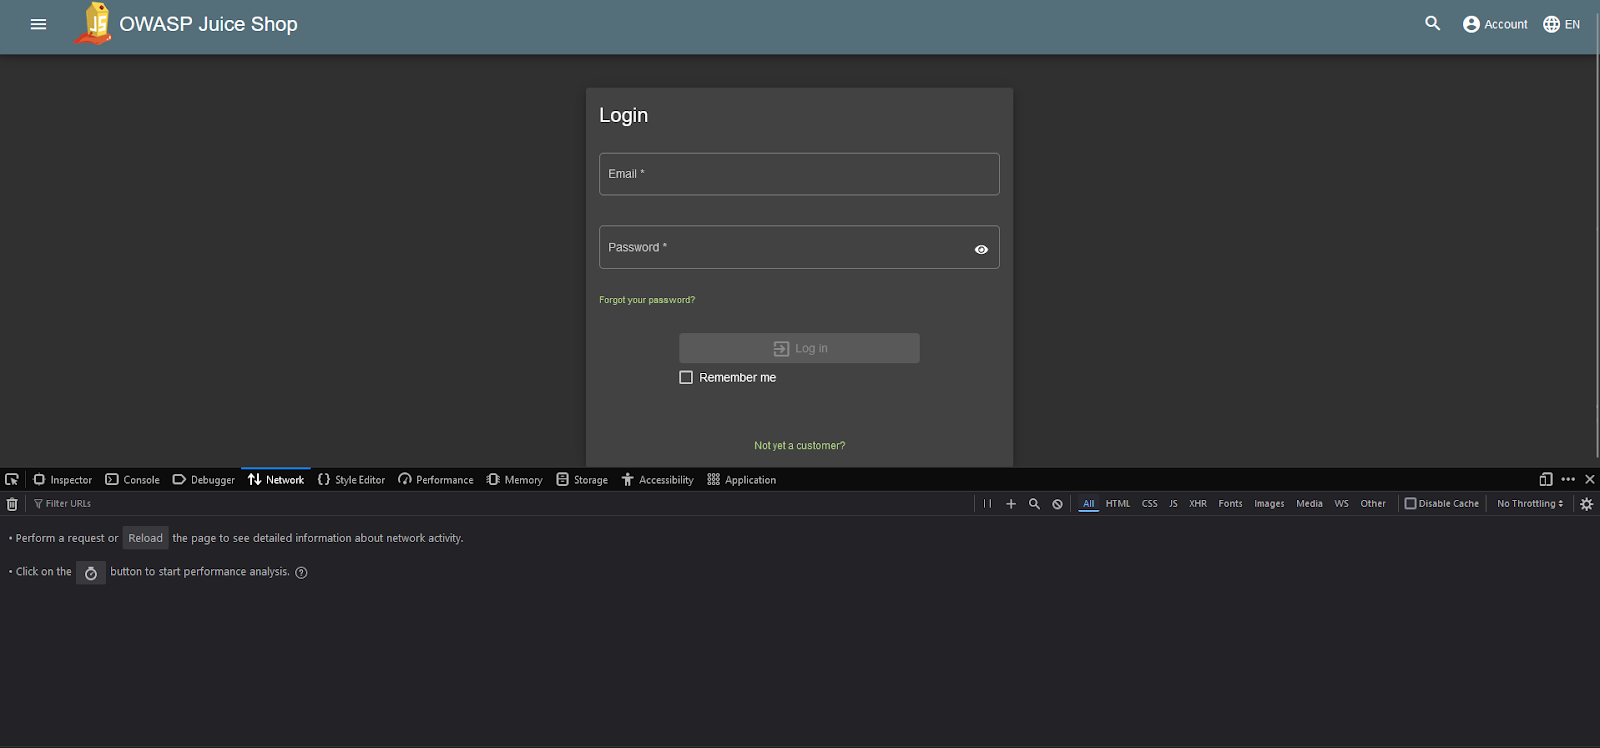 JS OWASP Juice Shop Account EN
Login
Email *
Password *
Forgot your password?
Log in
Remember me
Not yet a customer?
Inspector Console Debugger Network Style Editor Performance Memory Storage Accessibility Application
Filter URLs All HTML CSS JS XHR Fonts Images Media WS Other Disable Cache No Throttling
• Perform a request or Reload the page to see detailed information about network activity.
• Click on the button to start performance analysis.